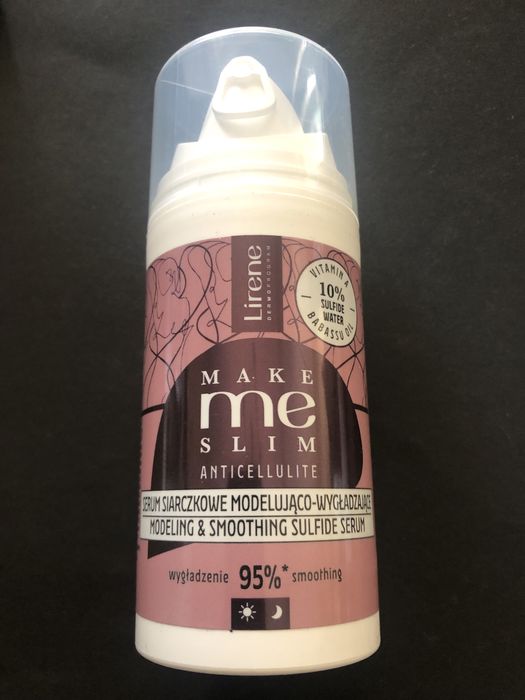 Lirene
DERMOPROGRAM
VITAMIN A
10%
SULFIDE
WATER
BABASSU OIL
MAKE
me
SLIM
ANTICELLULITE
SERUM SIARCZKOWE MODELUJĄCO-WYGŁADZAJĄCE
MODELING & SMOOTHING SULFIDE SERUM
wygładzenie 95%* smoothing